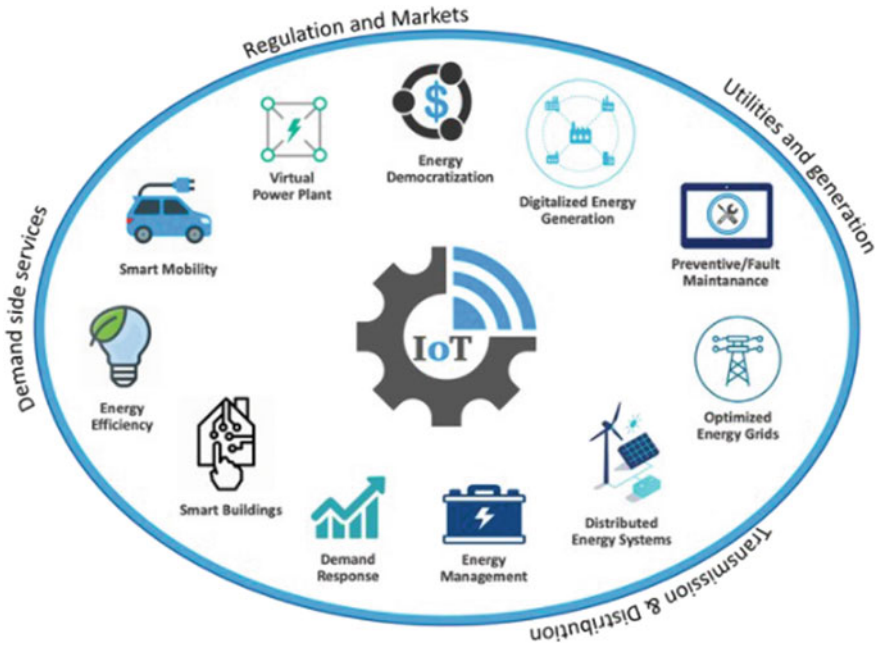 Regulation and Markets
Utilities and generation
Transmission & Distribution
Demand side services
Energy
Democratization
Digitalized Energy
Generation
Preventive/Fault
Maintanance
Optimized
Energy Grids
Distributed
Energy Systems
Energy
Management
Demand
Response
Smart Buildings
Energy
Efficiency
Smart Mobility
Virtual
Power Plant
IoT